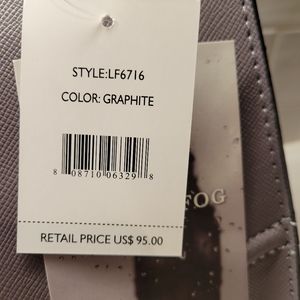 STYLE:LF6716
COLOR: GRAPHITE
8 08710 06329 8
FOG
RETAIL PRICE US$ 95.00